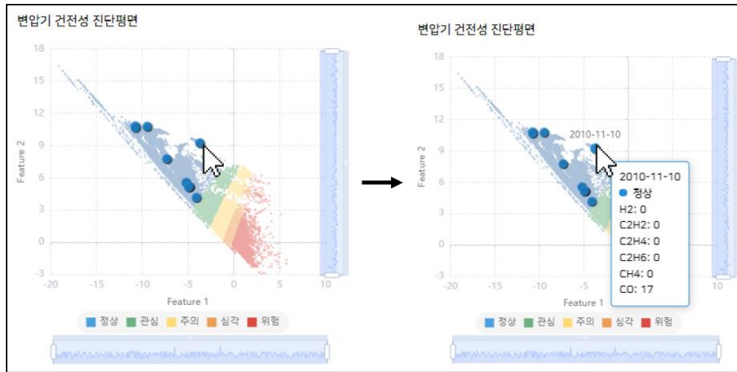 변압기 건전성 진단평면
18
15
12
9
6
3
0
-3
Feature 2
-20
-15
-10
-5
0
5
10
Feature 1
정상 관심 주의 심각 위험
변압기 건전성 진단평면
18
15
12
9
6
3
0
-3
Feature 2
2010-11-10
2010-11-10
정상
H2: 0
C2H2: 0
C2H4: 0
C2H6: 0
CH4: 0
CO: 17
-20
-15
-10
-5
10
Feature 1
정상 관심 주의 심각 위험